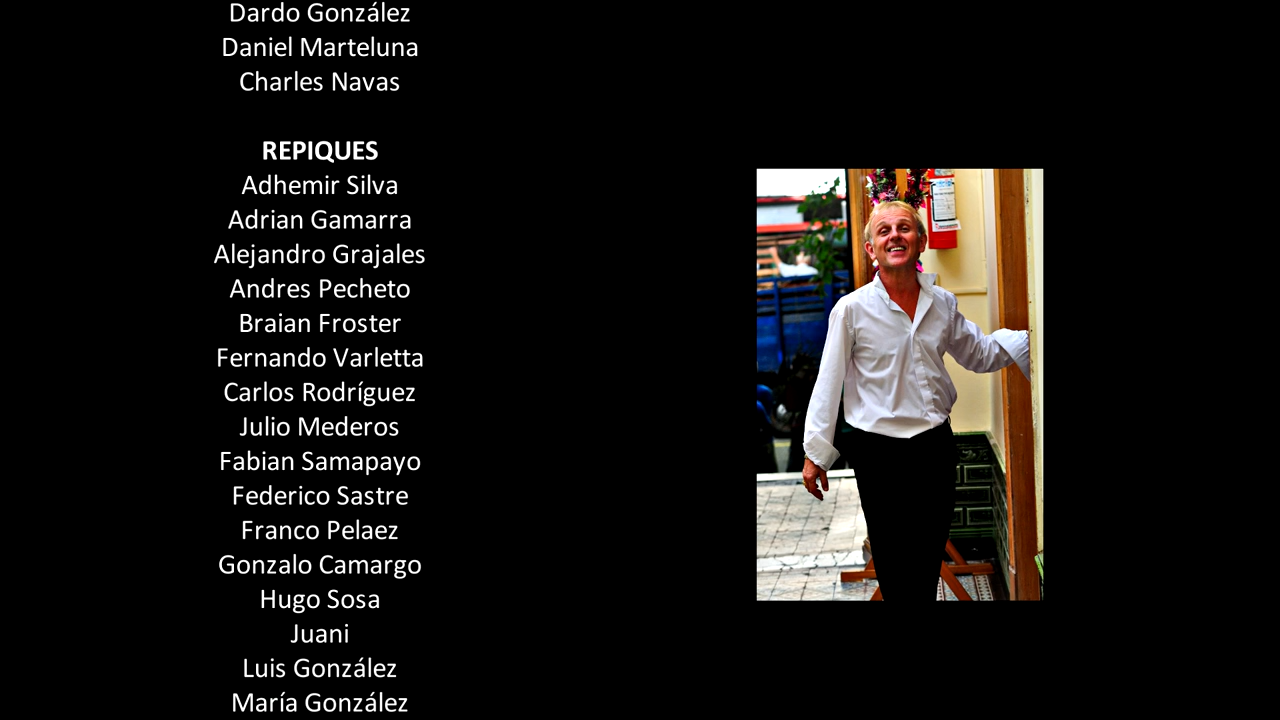 Dardo González
Daniel Marteluna
Charles Navas
REPIQUES
Adhemir Silva
Adrian Gamarra
Alejandro Grajales
Andres Pecheto
Braian Froster
Fernando Varletta
Carlos Rodríguez
Julio Mederos
Fabian Samapayo
Federico Sastre
Franco Pelaez
Gonzalo Camargo
Hugo Sosa
Juani
Luis González
María González